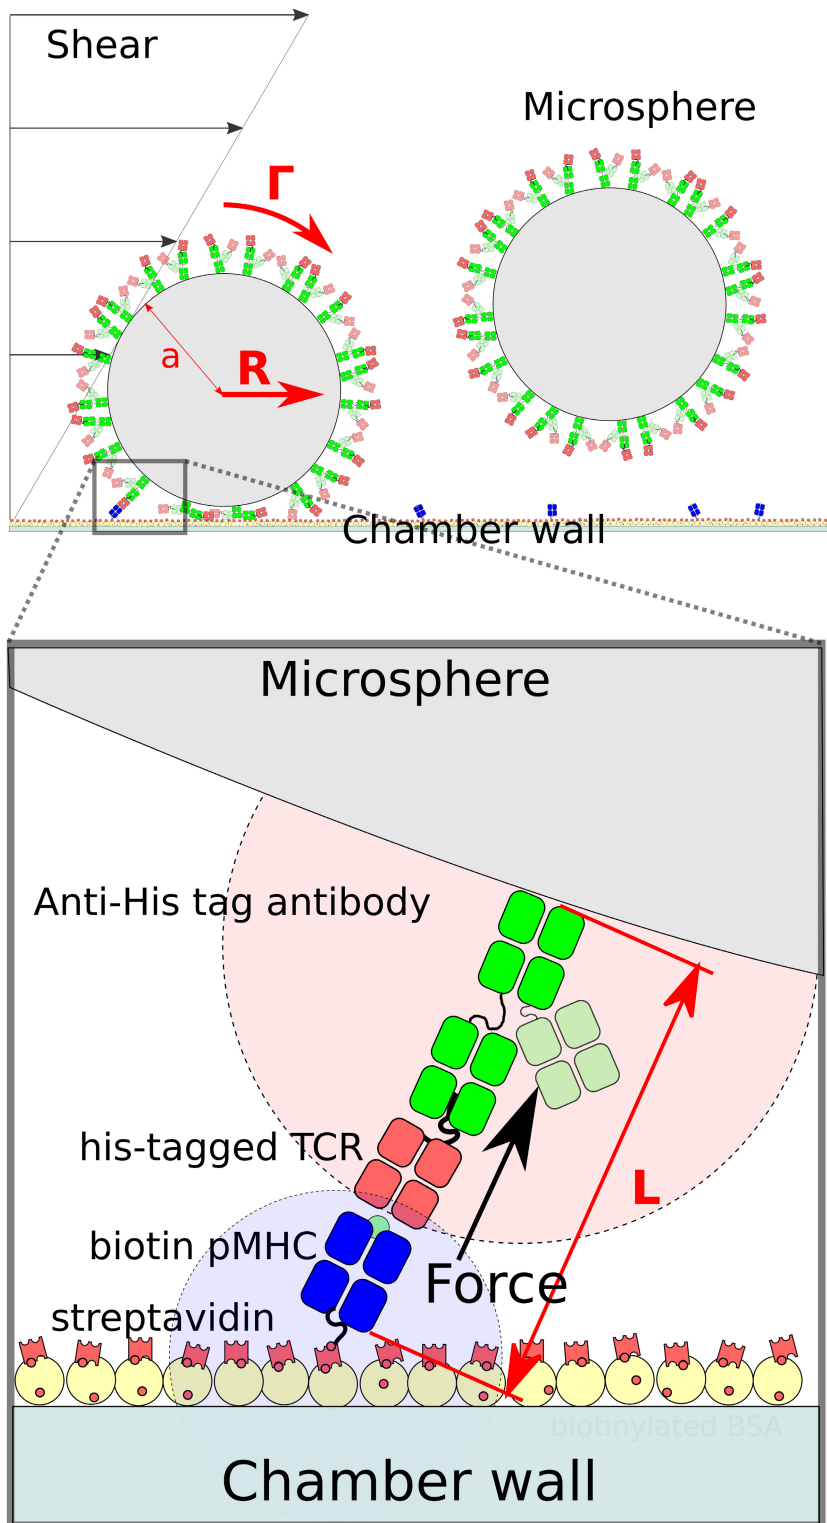 Shear
Microsphere
Γ
a
R
Chamber wall
Microsphere
Anti-His tag antibody
his-tagged TCR
L
biotin pMHC
Force
streptavidin
biotinylated BSA
Chamber wall